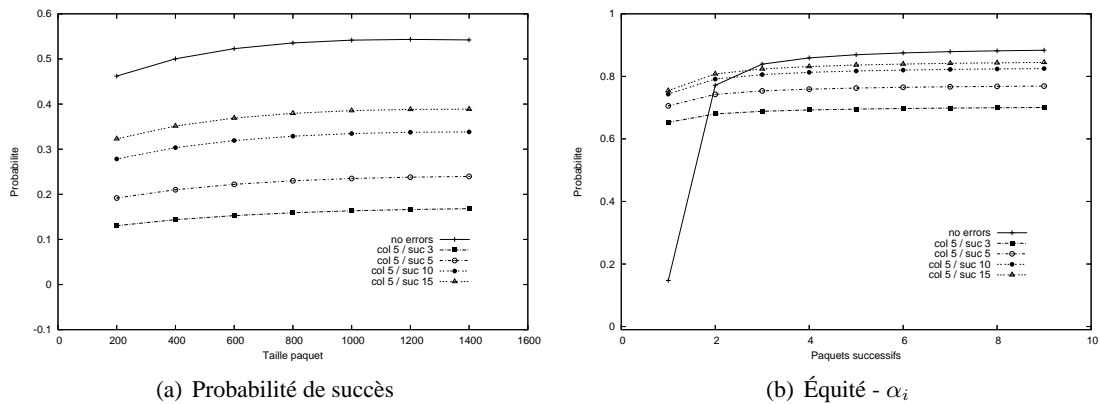 0.6
0.5
0.4
0.3
0.2
0.1
0
-0.1
Probabilite
0 200 400 600 800 1000 1200 1400 1600
Taille paquet
no errors
col 5 / suc 3
col 5 / suc 5
col 5 / suc 10
col 5 / suc 15
(a) Probabilité de succès
1
0.8
0.6
0.4
0.2
0
Probabilite
0 2 4 6 8 10
Paquets successifs
no errors
col 5 / suc 3
col 5 / suc 5
col 5 / suc 10
col 5 / suc 15
(b) Équité - αᵢ